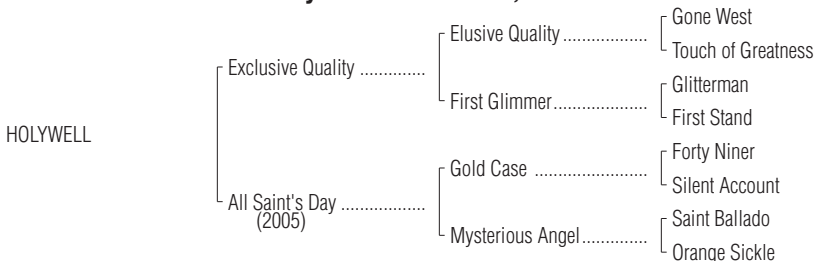 Gone West
Elusive Quality ...................
Touch of Greatness
Exclusive Quality ..............
Glitterman
First Glimmer.....................
First Stand
HOLYWELL
Forty Niner
Gold Case .........................
Silent Account
All Saint's Day ..................
(2005)
Saint Ballado
Mysterious Angel...............
Orange Sickle